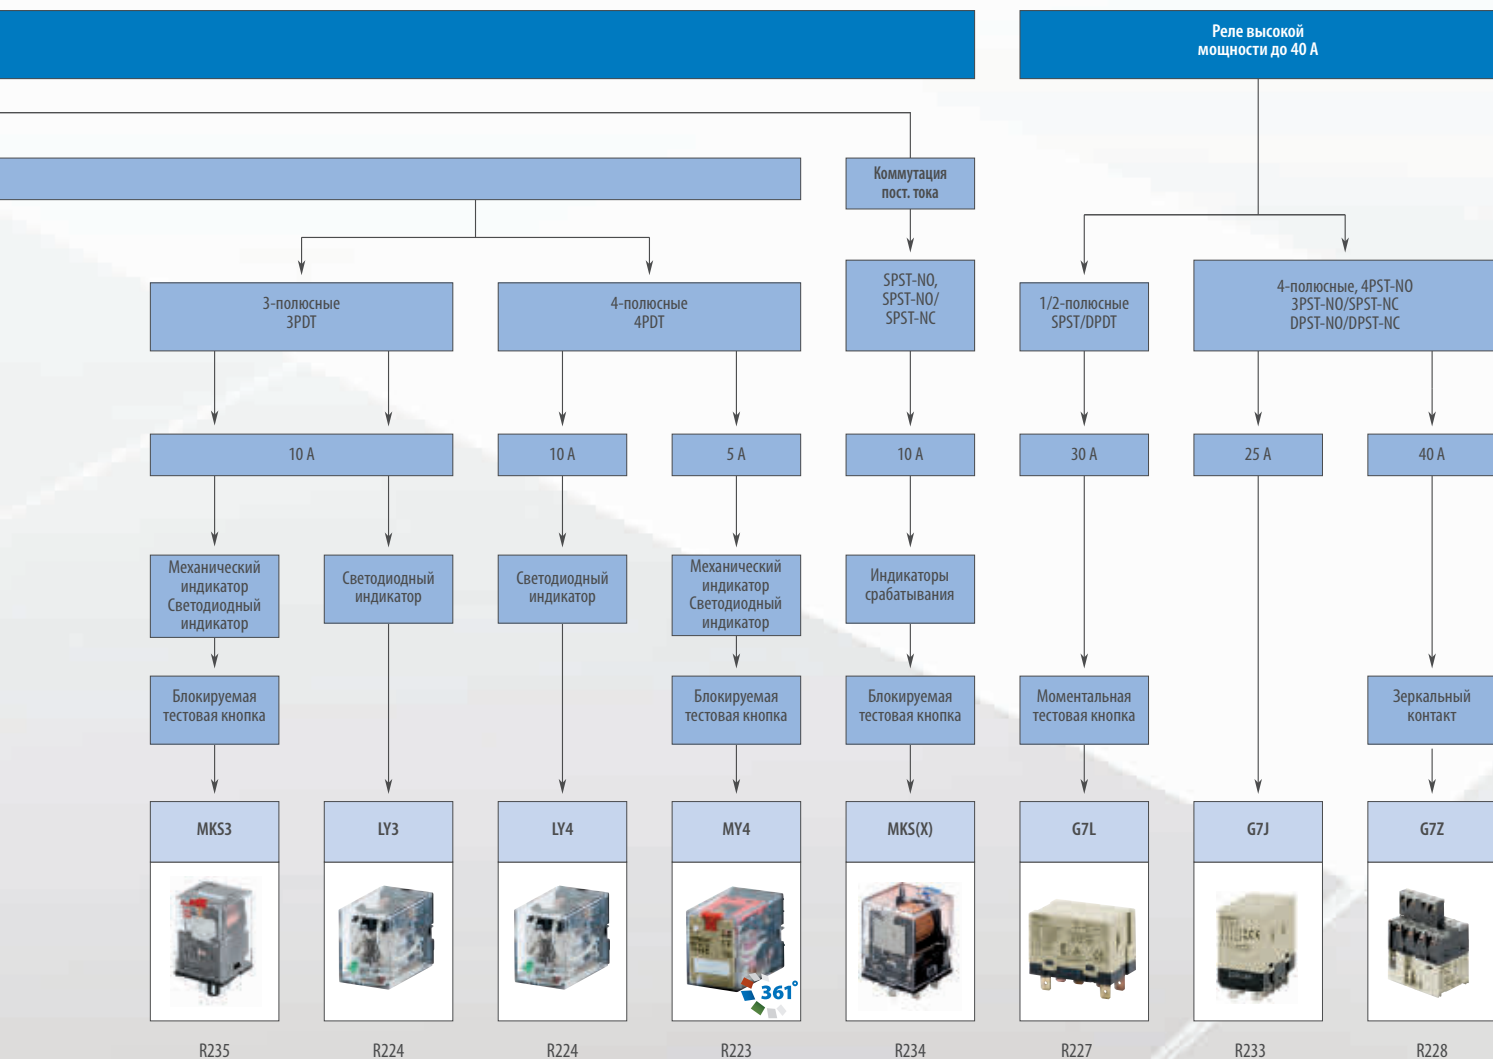 Реле высокой
мощности до 40 А
Коммутация
пост. тока
3-полюсные
3PDT
4-полюсные
4PDT
SPST-NO,
SPST-NO/
SPST-NC
1/2-полюсные
SPST/DPDT
4-полюсные, 4PST-NO
3PST-NO/SPST-NC
DPST-NO/DPST-NC
10 А
10 А
5 А
10 А
30 А
25 А
40 А
Механический
индикатор
Светодиодный
индикатор
Светодиодный
индикатор
Светодиодный
индикатор
Механический
индикатор
Светодиодный
индикатор
Индикаторы
срабатывания
Блокируемая
тестовая кнопка
Блокируемая
тестовая кнопка
Блокируемая
тестовая кнопка
Моментальная
тестовая кнопка
Зеркальный
контакт
MKS3
LY3
LY4
MY4
MKS(X)
G7L
G7J
G7Z
361°
R235
R224
R224
R223
R234
R227
R233
R228